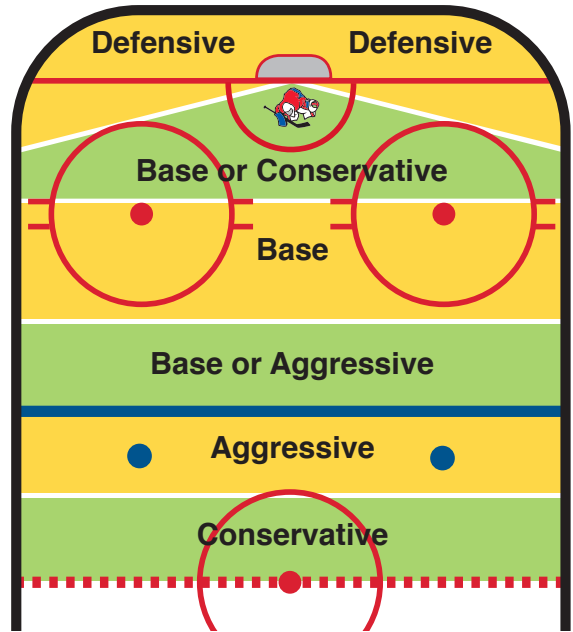 Defensive Defensive
Base or Conservative
Base
Base or Aggressive
Aggressive
Conservative